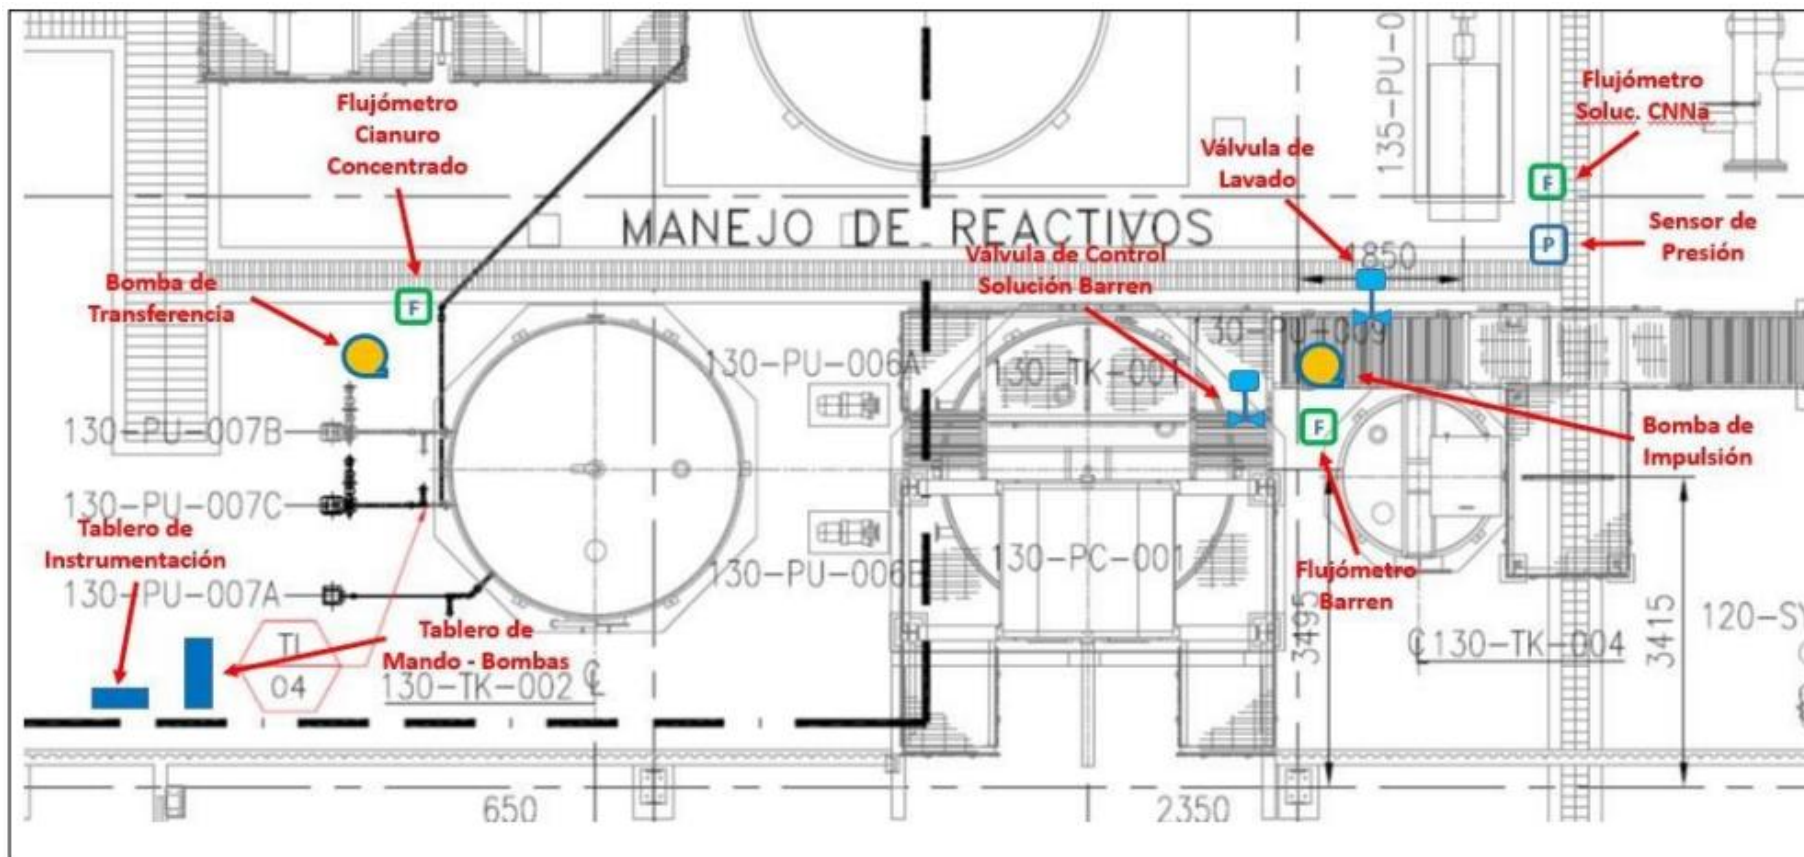 135-PU-0
Flujómetro
Cianuro
Concentrado
Flujómetro
Soluc. CNNa
Válvula de
Lavado
F
MANEJO DE REACTIVOS
Sensor de
Presión
P
1850
Válvula de Control
Solución Barren
Bomba de
Transferencia
F
130-PU-009
130-PU-006A
130-TK-001
130-PU-007B
F
Bomba de
Impulsión
130-PU-007C
Tablero de
Instrumentación
130-PU-006B
130-PC-001
Flujómetro
Barren
130-PU-007A
3495
3415
120-SY
Tablero de
Mando - Bombas
TI
04
130-TK-002
130-TK-004
650
2350